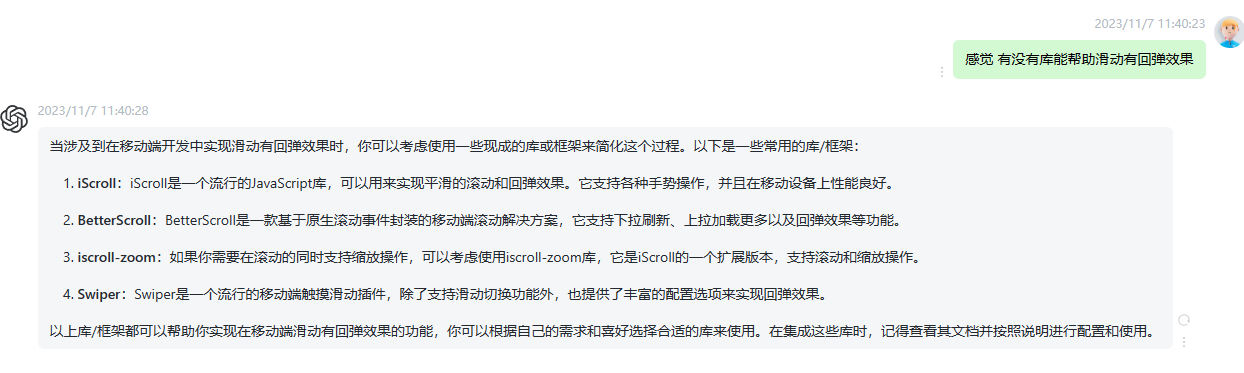 2023/11/7 11:40:23
感觉 有没有库能帮助滑动有回弹效果
2023/11/7 11:40:28
当涉及到在移动端开发中实现滑动有回弹效果时，你可以考虑使用一些现成的库或框架来简化这个过程。以下是一些常用的库/框架：
1. iScroll：iScroll是一个流行的JavaScript库，可以用来实现平滑的滚动和回弹效果。它支持各种手势操作，并且在移动设备上性能良好。
2. BetterScroll：BetterScroll是一款基于原生滚动事件封装的移动端滚动解决方案，它支持下拉刷新、上拉加载更多以及回弹效果等功能。
3. iscroll-zoom：如果你需要在滚动的同时支持缩放操作，可以考虑使用iscroll-zoom库，它是iScroll的一个扩展版本，支持滚动和缩放操作。
4. Swiper：Swiper是一个流行的移动端触摸滑动插件，除了支持滑动切换功能外，也提供了丰富的配置选项来实现回弹效果。
以上库/框架都可以帮助你实现在移动端滑动有回弹效果的功能，你可以根据自己的需求和喜好选择合适的库来使用。在集成这些库时，记得查看其文档并按照说明进行配置和使用。